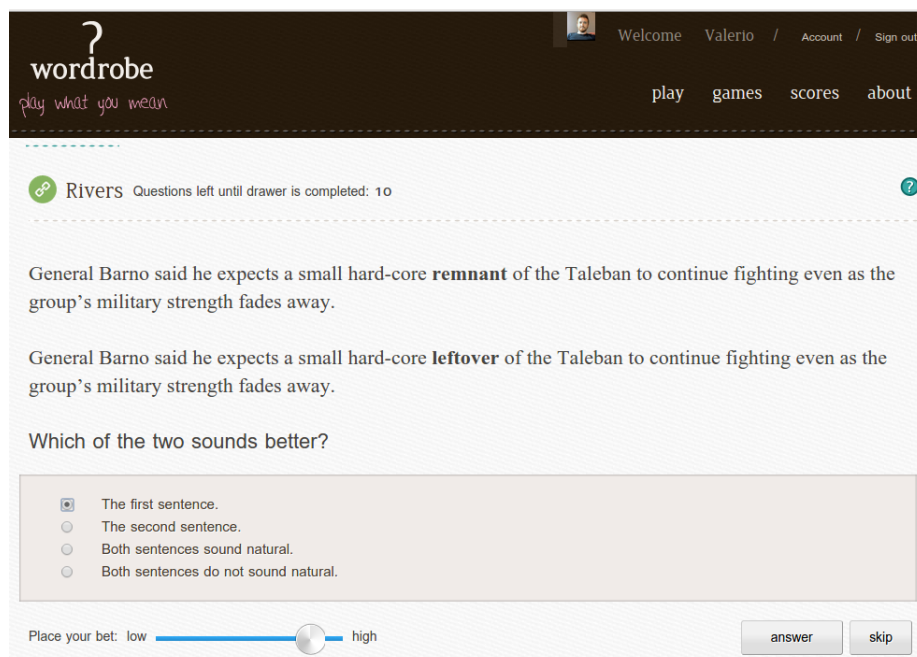 Welcome Valerio / Account / Sign out
?
wordrobe
play what you mean
play games scores about
Rivers Questions left until drawer is completed: 10
?
General Barno said he expects a small hard-core remnant of the Taleban to continue fighting even as the
group's military strength fades away.
General Barno said he expects a small hard-core leftover of the Taleban to continue fighting even as the
group's military strength fades away.
Which of the two sounds better?
The first sentence.
The second sentence.
Both sentences sound natural.
Both sentences do not sound natural.
Place your bet: low high answer skip